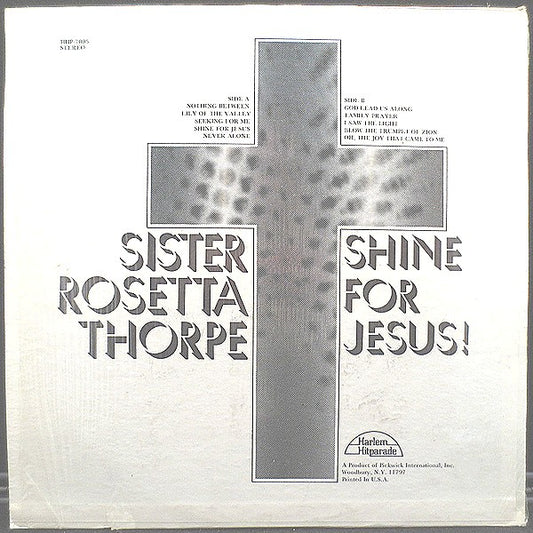 HHP-7005
STEREO
SIDE A
NOTHING BETWEEN
LILY OF THE VALLEY
SEEKING FOR ME
SHINE FOR JESUS
NEVER ALONE
SIDE B
GOD LEAD US ALONG
FAMILY PRAYER
I SAW THE LIGHT
BLOW THE TRUMPET OF ZION
OH, THE JOY THAT CAME TO ME
SISTER
ROSETTA
THORPE
SHINE
FOR
JESUS!
Harlem
Hitparade
A Product of Pickwick International, Inc.
Woodbury, N.Y. 11797
Printed In U.S.A.